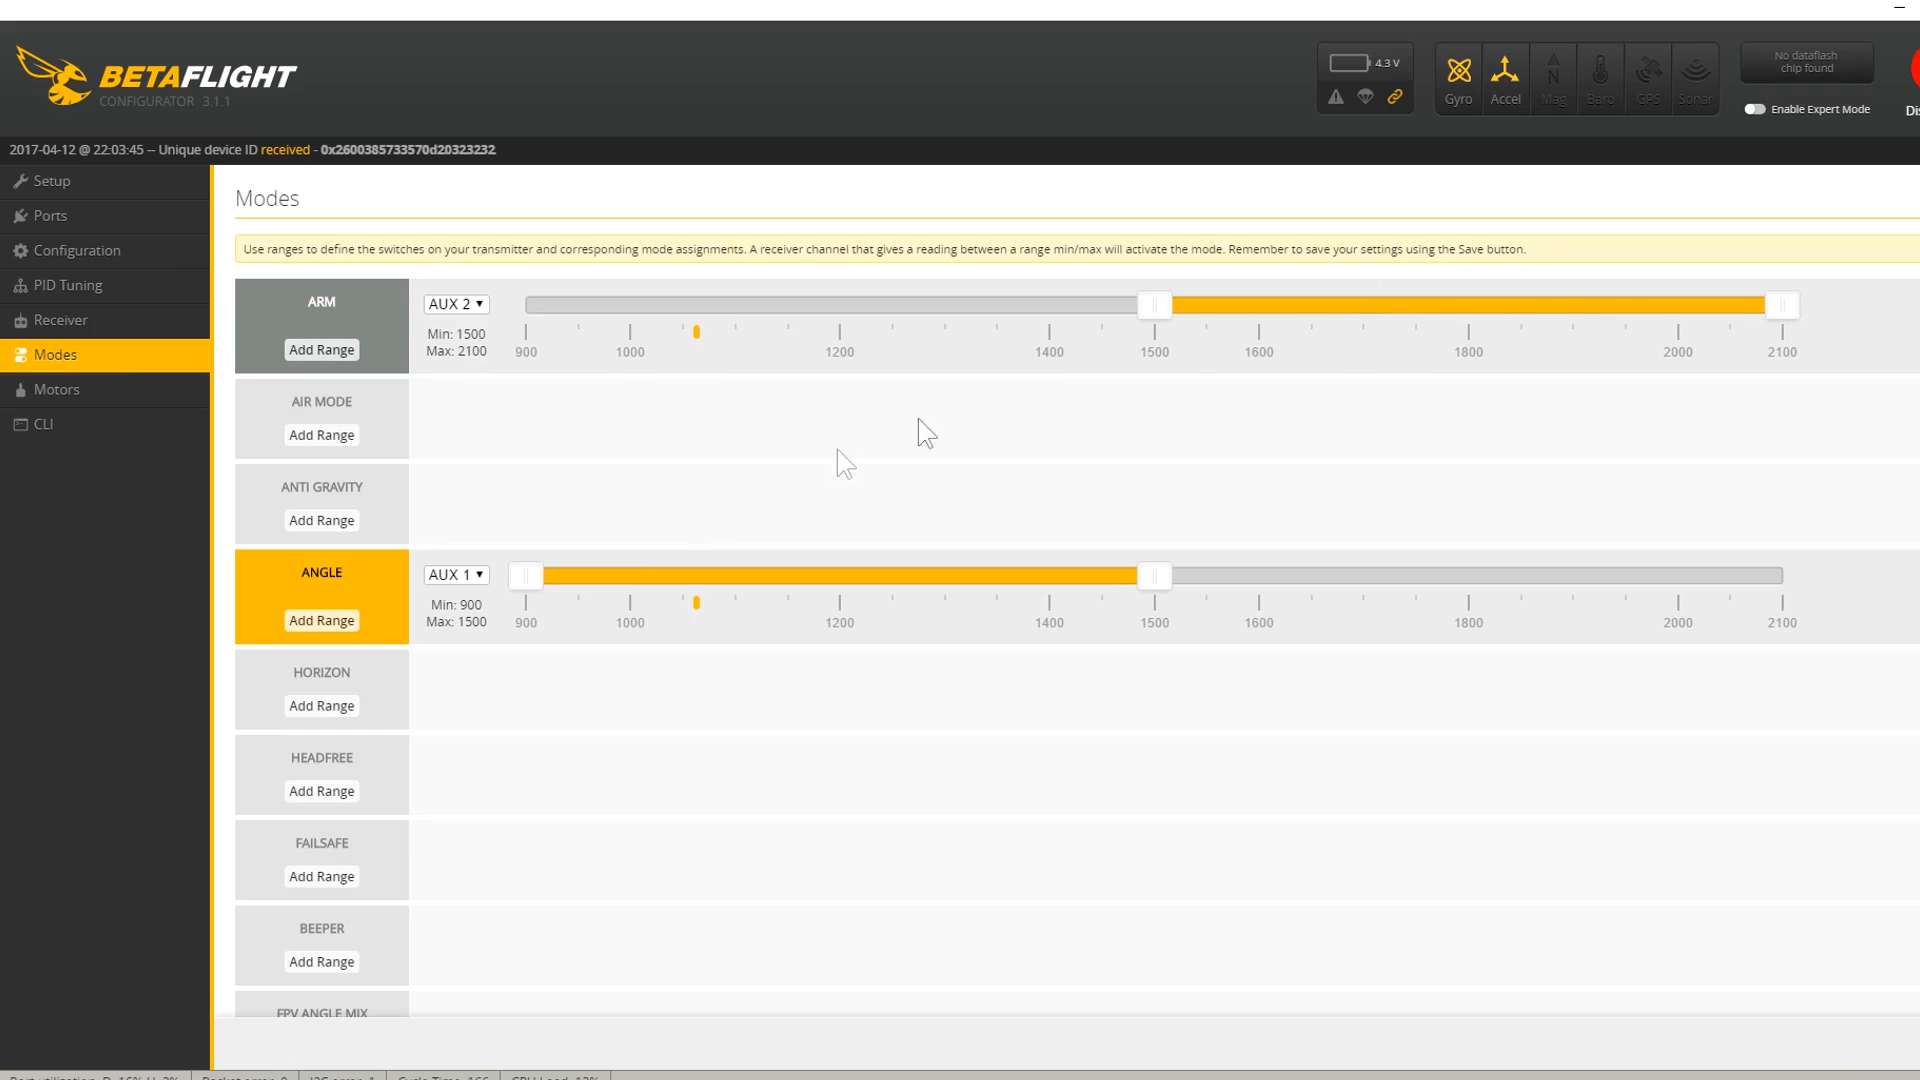 BETAFLIGHT
CONFIGURATOR 3.1.1
4.3 V
Gyro
Accel
Mag
Baro
GPS
Sonar
No dataflash
chip found
Enable Expert Mode
2017-04-12 @ 22:03:45 -- Unique device ID received - 0x2600385733570d20323232
Setup
Ports
Configuration
PID Tuning
Receiver
Modes
Motors
CLI
Modes
Use ranges to define the switches on your transmitter and corresponding mode assignments. A receiver channel that gives a reading between a range min/max will activate the mode. Remember to save your settings using the Save button.
ARM
Add Range
AUX 2
Min: 1500
Max: 2100
900 1000 1200 1400 1500 1600 1800 2000 2100
AIR MODE
Add Range
ANTI GRAVITY
Add Range
ANGLE
Add Range
AUX 1
Min: 900
Max: 1500
900 1000 1200 1400 1500 1600 1800 2000 2100
HORIZON
Add Range
HEADFREE
Add Range
FAILSAFE
Add Range
BEEPER
Add Range
FPV ANGLE MIX